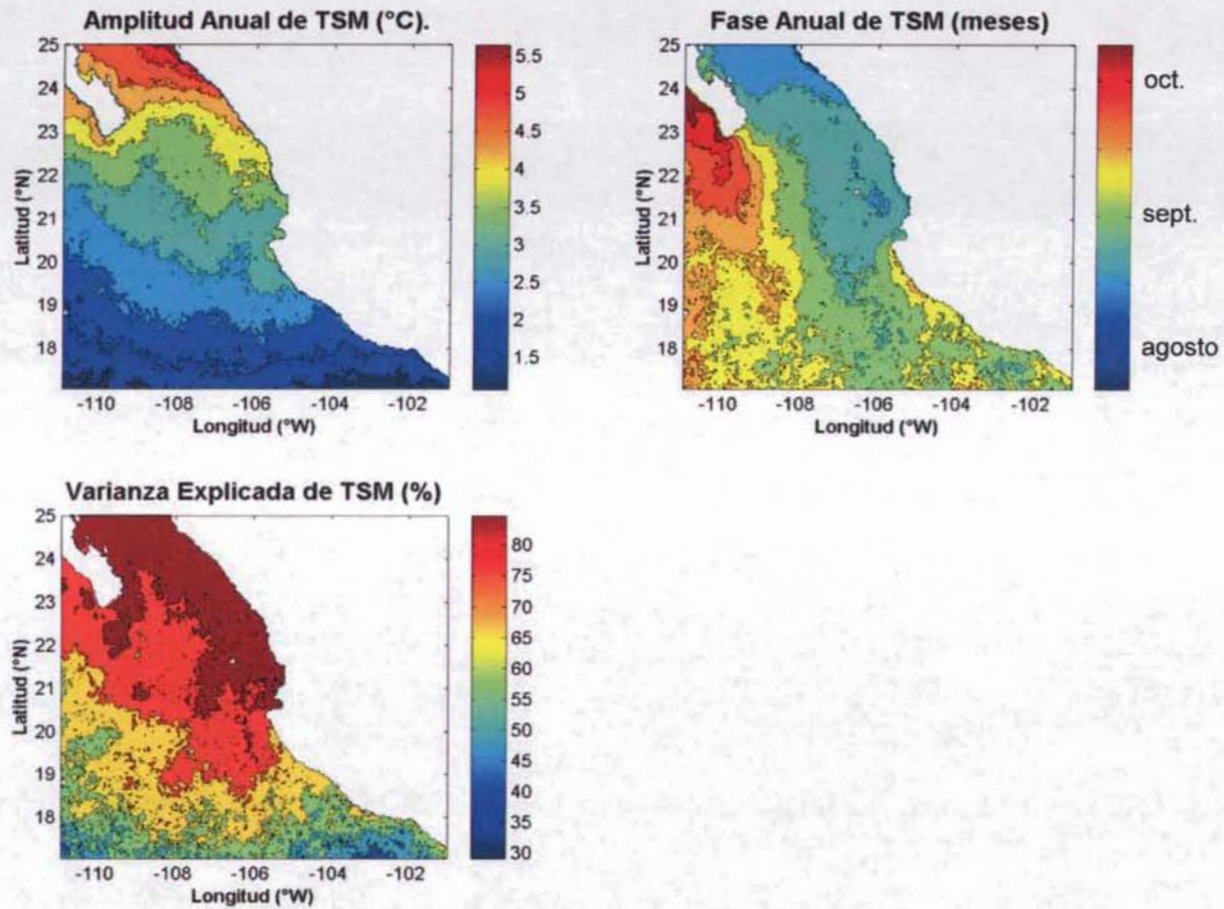 Amplitud Anual de TSM (°C).
25
24
23
22
21
20
19
18
Latitud (°N)
-110 -108 -106 -104 -102
Longitud (°W)
5.5
5
4.5
4
3.5
3
2.5
2
1.5
Fase Anual de TSM (meses)
25
24
23
22
21
20
19
18
Latitud (°N)
-110 -108 -106 -104 -102
Longitud (°W)
oct.
sept.
agosto
Varianza Explicada de TSM (%)
25
24
23
22
21
20
19
18
Latitud (°N)
-110 -108 -106 -104 -102
Longitud (°W)
80
75
70
65
60
55
50
45
40
35
30